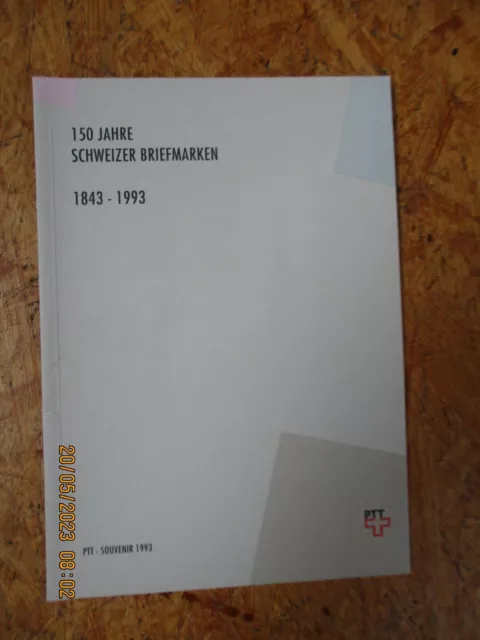 150 JAHRE
SCHWEIZER BRIEFMARKEN
1843 - 1993
PTT
PTT - SOUVENIR 1993
20/05/2023 08:02